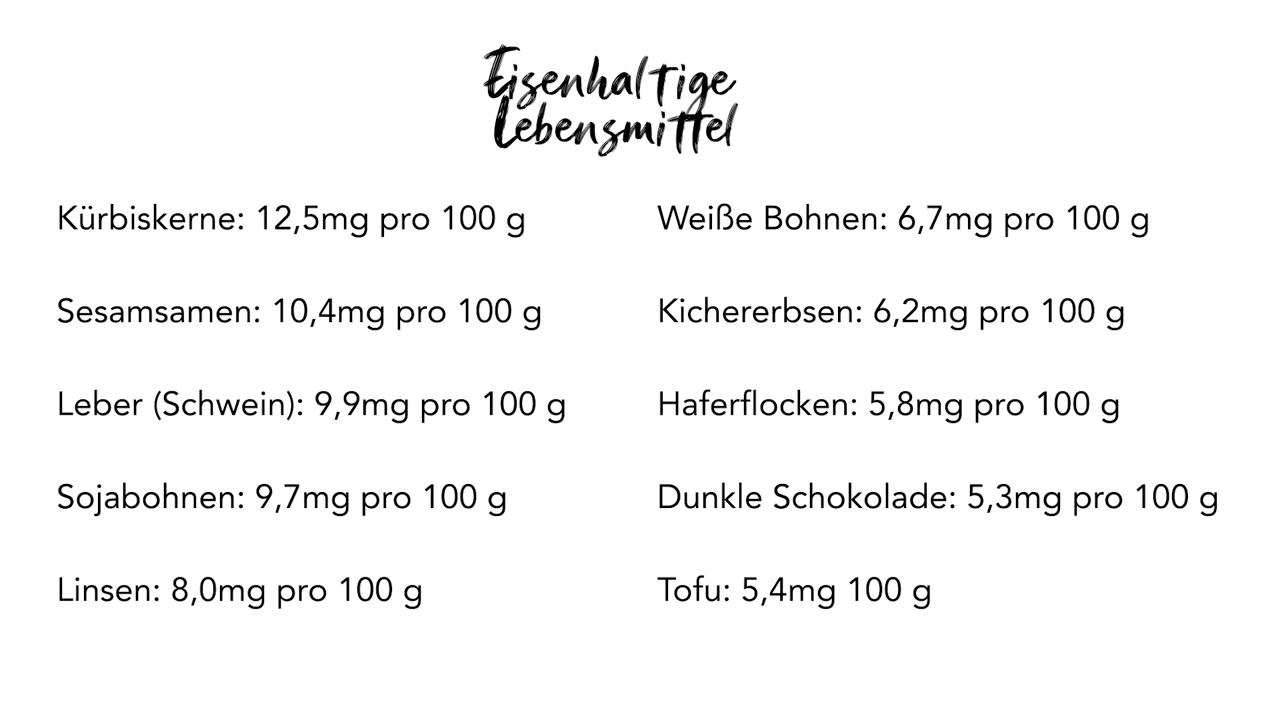 Eisenhaltige
Lebensmittel
Kürbiskerne: 12,5mg pro 100 g
Sesamsamen: 10,4mg pro 100 g
Leber (Schwein): 9,9mg pro 100 g
Sojabohnen: 9,7mg pro 100 g
Linsen: 8,0mg pro 100 g
Weiße Bohnen: 6,7mg pro 100 g
Kichererbsen: 6,2mg pro 100 g
Haferflocken: 5,8mg pro 100 g
Dunkle Schokolade: 5,3mg pro 100 g
Tofu: 5,4mg 100 g